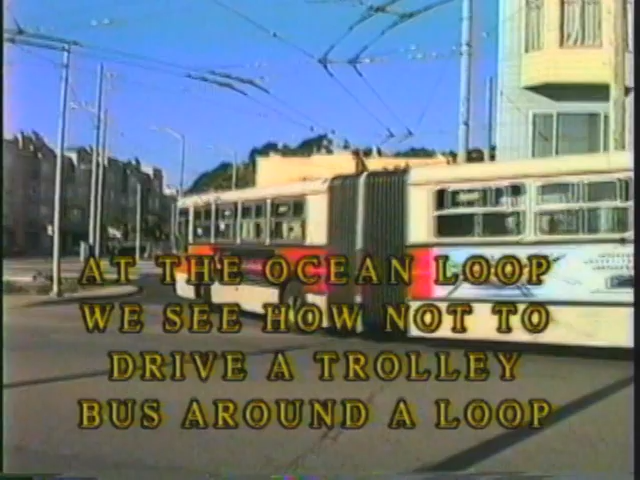 AT THE OCEAN LOOP
WE SEE HOW NOT TO
DRIVE A TROLLEY
BUS AROUND A LOOP